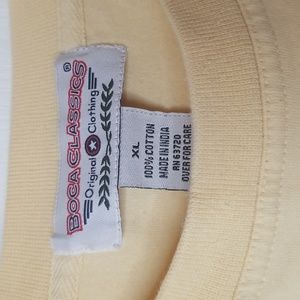 BOCA CLASSICS
®
Original Clothing
XL
100% COTTON
MADE IN INDIA
RN 63720
OVER FOR CARE